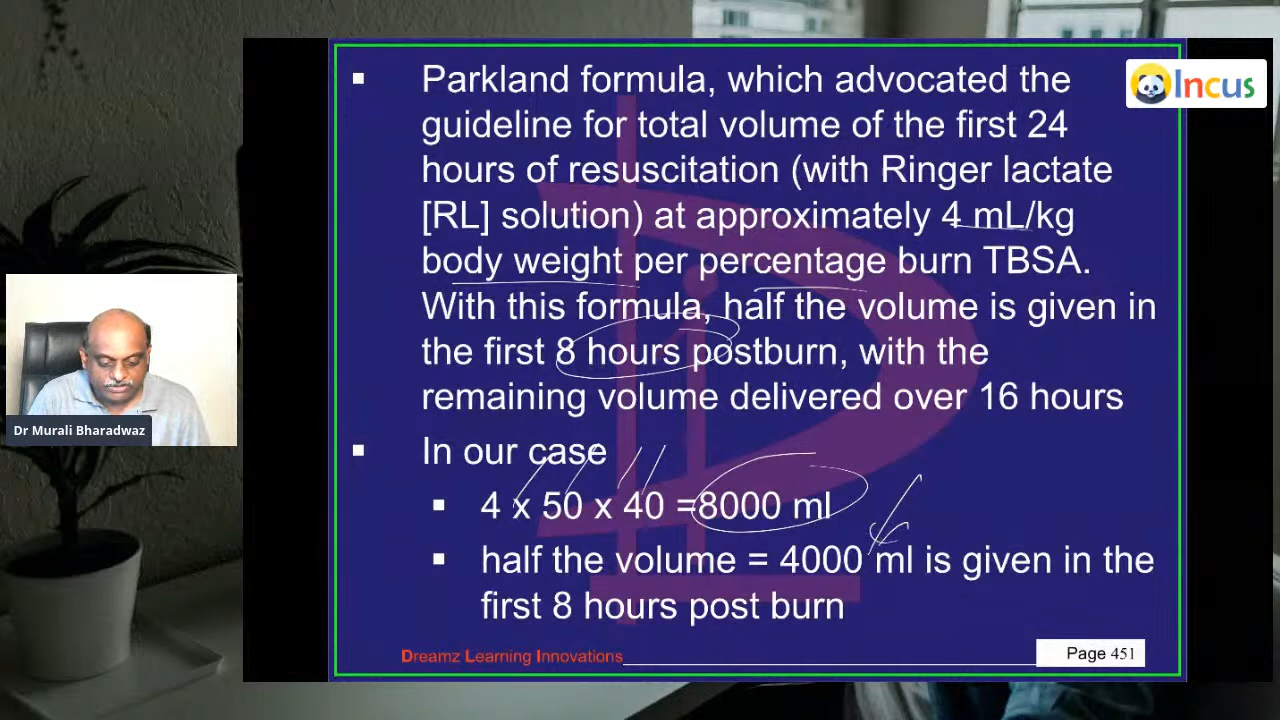 Parkland formula, which advocated the
guideline for total volume of the first 24
hours of resuscitation (with Ringer lactate
[RL] solution) at approximately 4 mL/kg
body weight per percentage burn TBSA.
With this formula, half the volume is given in
the first 8 hours postburn, with the
remaining volume delivered over 16 hours
In our case
4 x 50 x 40 =8000 ml
half the volume = 4000 ml is given in the
first 8 hours post burn
Dreamz Learning Innovations
Page 451
Incus
Dr Murali Bharadwaz